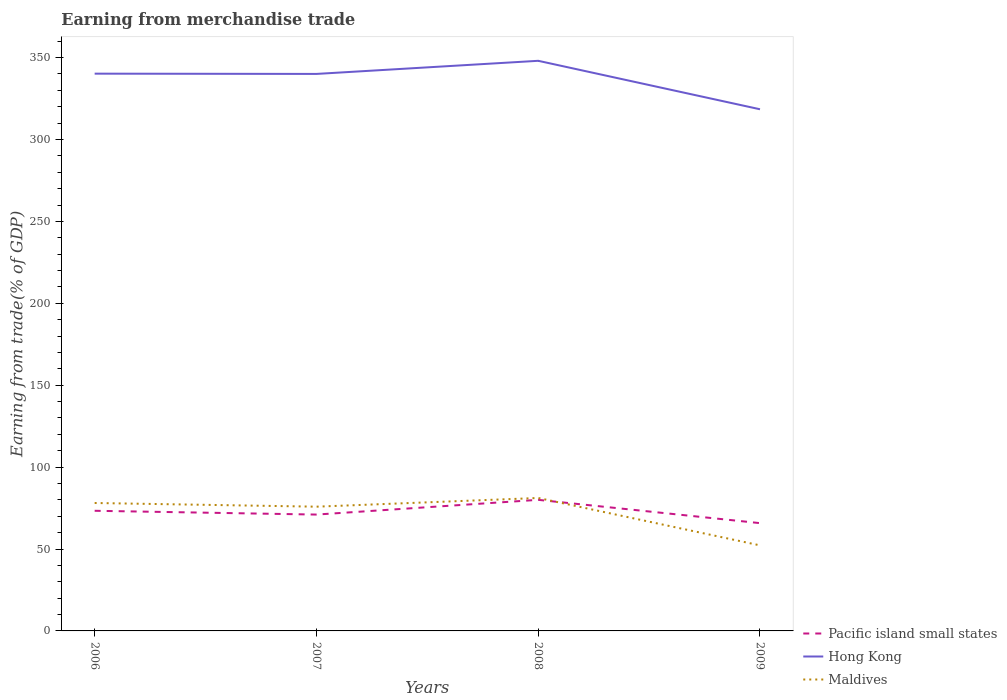 Earning from merchandise trade
Earning from trade(% of GDP)
350
300
250
200
150
100
50
0
2006
2007
2008
2009
Years
Pacific island small states
Hong Kong
Maldives